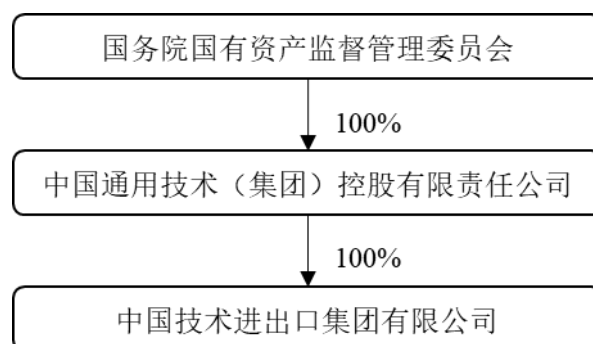 国务院国有资产监督管理委员会
100%
中国通用技术（集团）控股有限责任公司
100%
中国技术进出口集团有限公司